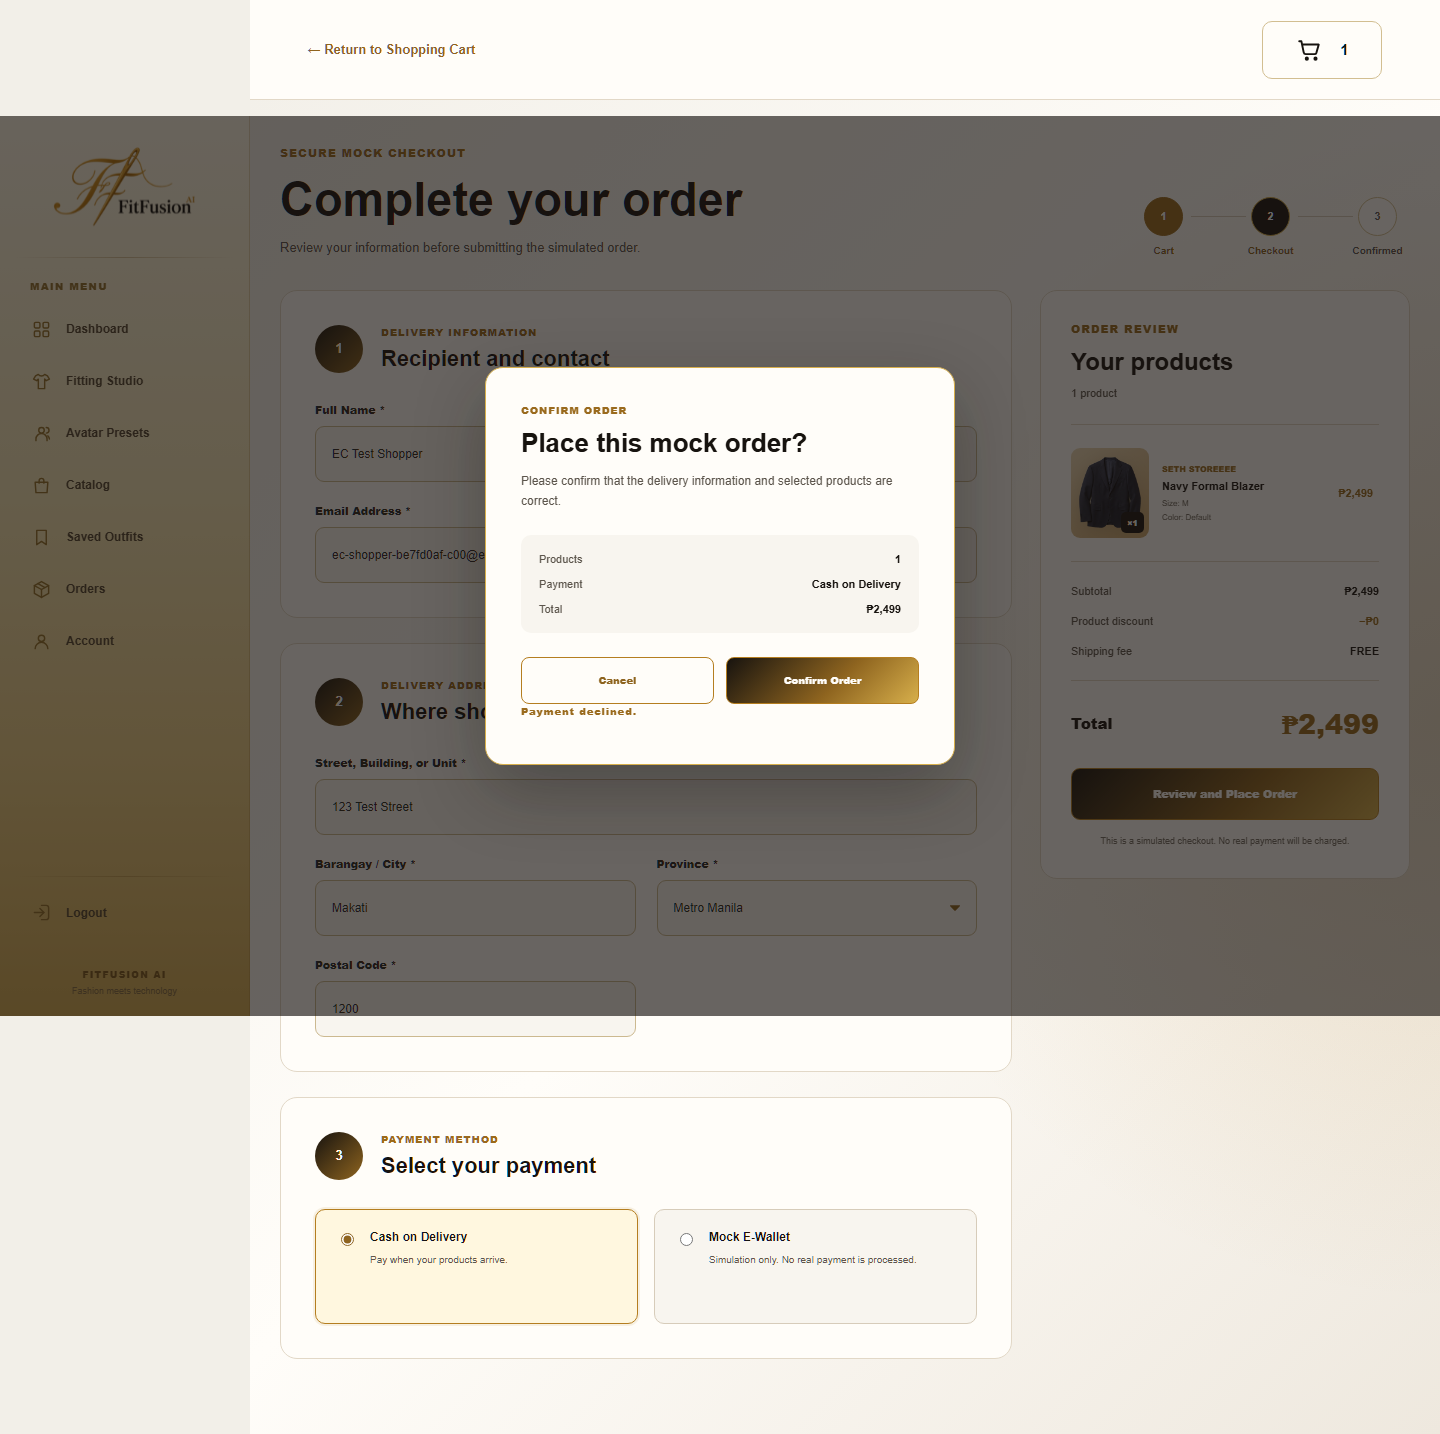 ← Return to Shopping Cart
1
FitFusion AI
MAIN MENU
Dashboard
Fitting Studio
Avatar Presets
Catalog
Saved Outfits
Orders
Account
Logout
FITFUSION AI
Fashion meets technology
SECURE MOCK CHECKOUT
Complete your order
Review your information before submitting the simulated order.
1
Cart
2
Checkout
3
Confirmed
1
DELIVERY INFORMATION
Recipient and contact
Full Name *
EC Test Shopper
Email Address *
ec-shopper-be7fd0af-c00@e
2
DELIVERY ADDR
Where sho
Street, Building, or Unit *
123 Test Street
Barangay / City *
Makati
Province *
Metro Manila
Postal Code *
1200
3
PAYMENT METHOD
Select your payment
Cash on Delivery
Pay when your products arrive.
Mock E-Wallet
Simulation only. No real payment is processed.
CONFIRM ORDER
Place this mock order?
Please confirm that the delivery information and selected products are
correct.
Products 1
Payment Cash on Delivery
Total ₱2,499
Cancel
Confirm Order
Payment declined.
ORDER REVIEW
Your products
1 product
×1
SETH STOREEEE
Navy Formal Blazer
Size: M
Color: Default
₱2,499
Subtotal ₱2,499
Product discount −₱0
Shipping fee FREE
Total ₱2,499
Review and Place Order
This is a simulated checkout. No real payment will be charged.